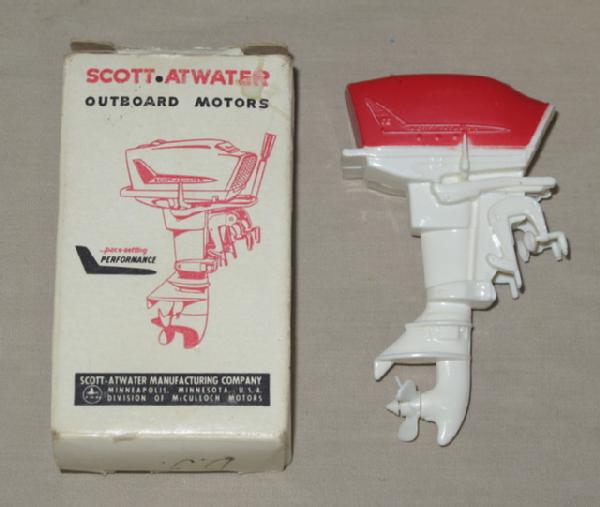 SCOTT•ATWATER
OUTBOARD MOTORS
...pace-setting
PERFORMANCE
SCOTT-ATWATER MANUFACTURING COMPANY
MINNEAPOLIS, MINNESOTA, U.S.A.
DIVISION OF McCULLOCH MOTORS